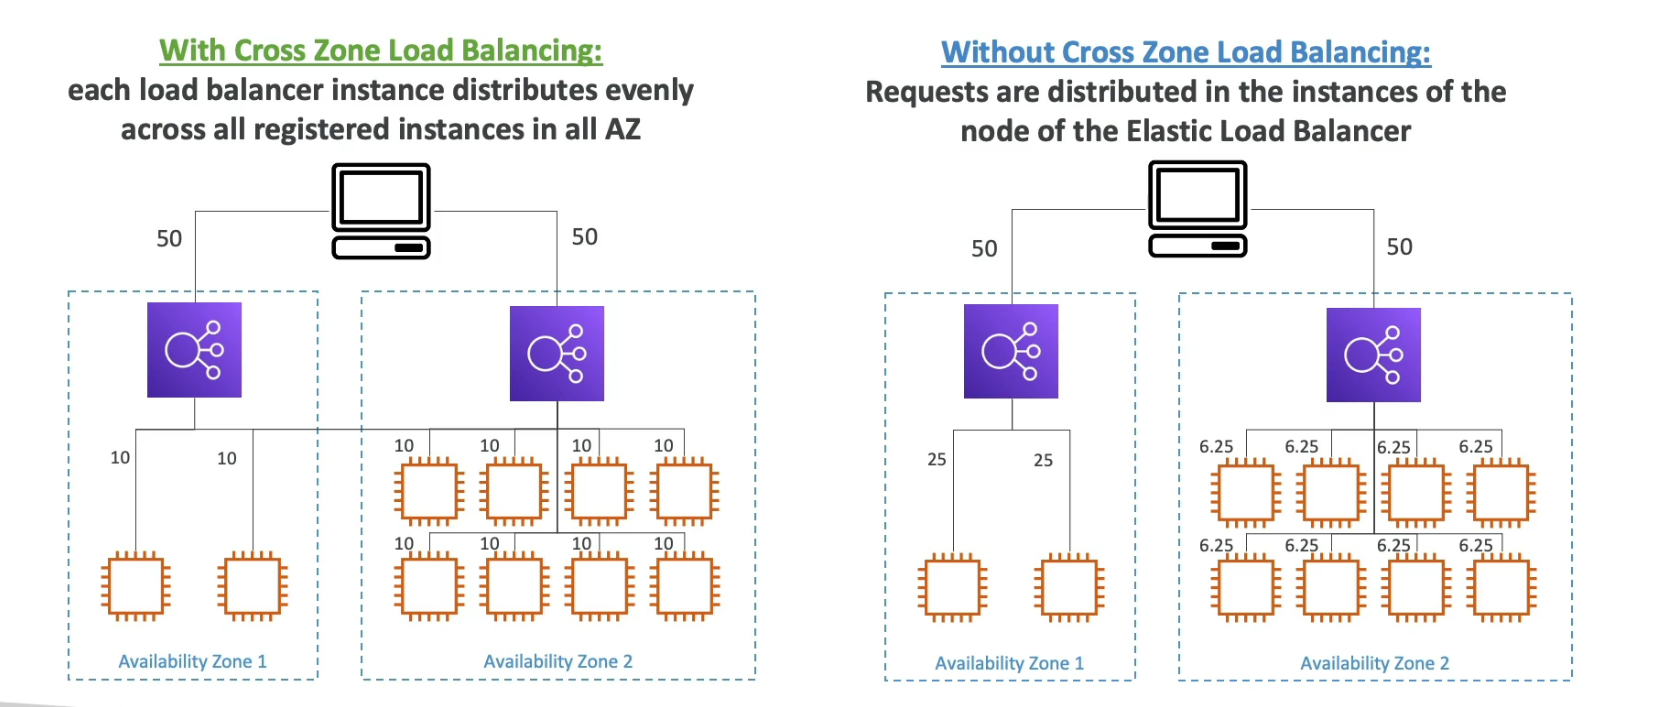 With Cross Zone Load Balancing:
each load balancer instance distributes evenly
across all registered instances in all AZ
50
50
10
10
10
10
10
10
10
10
10
10
Availability Zone 1
Availability Zone 2
Without Cross Zone Load Balancing:
Requests are distributed in the instances of the
node of the Elastic Load Balancer
50
50
25
25
6.25
6.25
6.25
6.25
6.25
6.25
6.25
6.25
Availability Zone 1
Availability Zone 2